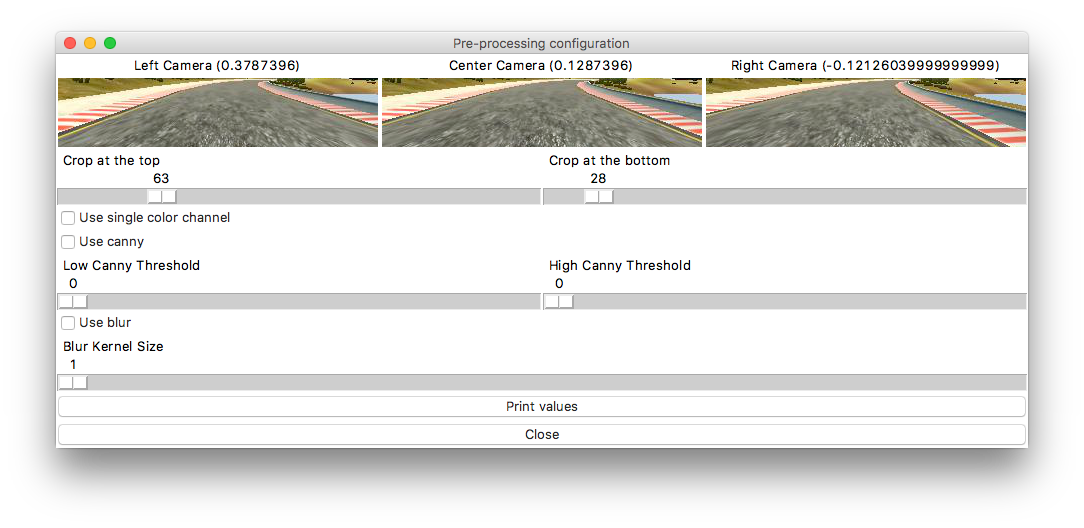 Pre-processing configuration
Left Camera (0.3787396) Center Camera (0.1287396) Right Camera (-0.12126039999999999)
Crop at the top Crop at the bottom
63 28
Use single color channel
Use canny
Low Canny Threshold High Canny Threshold
0 0
Use blur
Blur Kernel Size
1
Print values
Close